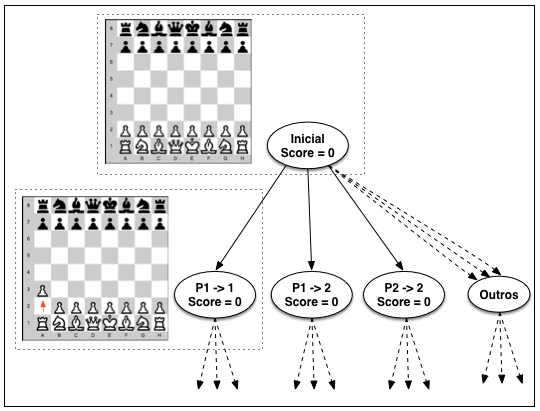 8
7
6
5
4
3
2
1
A B C D E F G H
Inicial
Score = 0
8
7
6
5
4
3
2
1
A B C D E F G H
P1 -> 1
Score = 0
P1 -> 2
Score = 0
P2 -> 2
Score = 0
Outros